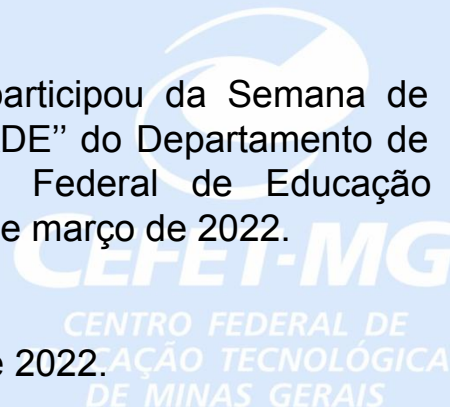 participou da Semana de
DE’’ do Departamento de
Federal de Educação
e março de 2022.
CEFET-MG
CENTRO FEDERAL DE
EDUCAÇÃO TECNOLÓGICA
e 2022.
DE MINAS GERAIS